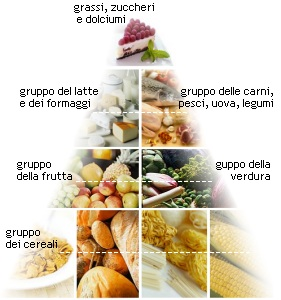 grassi, zuccheri
e dolciumi
gruppo del latte
e dei formaggi
gruppo delle carni,
pesci, uova, legumi
gruppo
della frutta
guppo della
verdura
gruppo
dei cereali